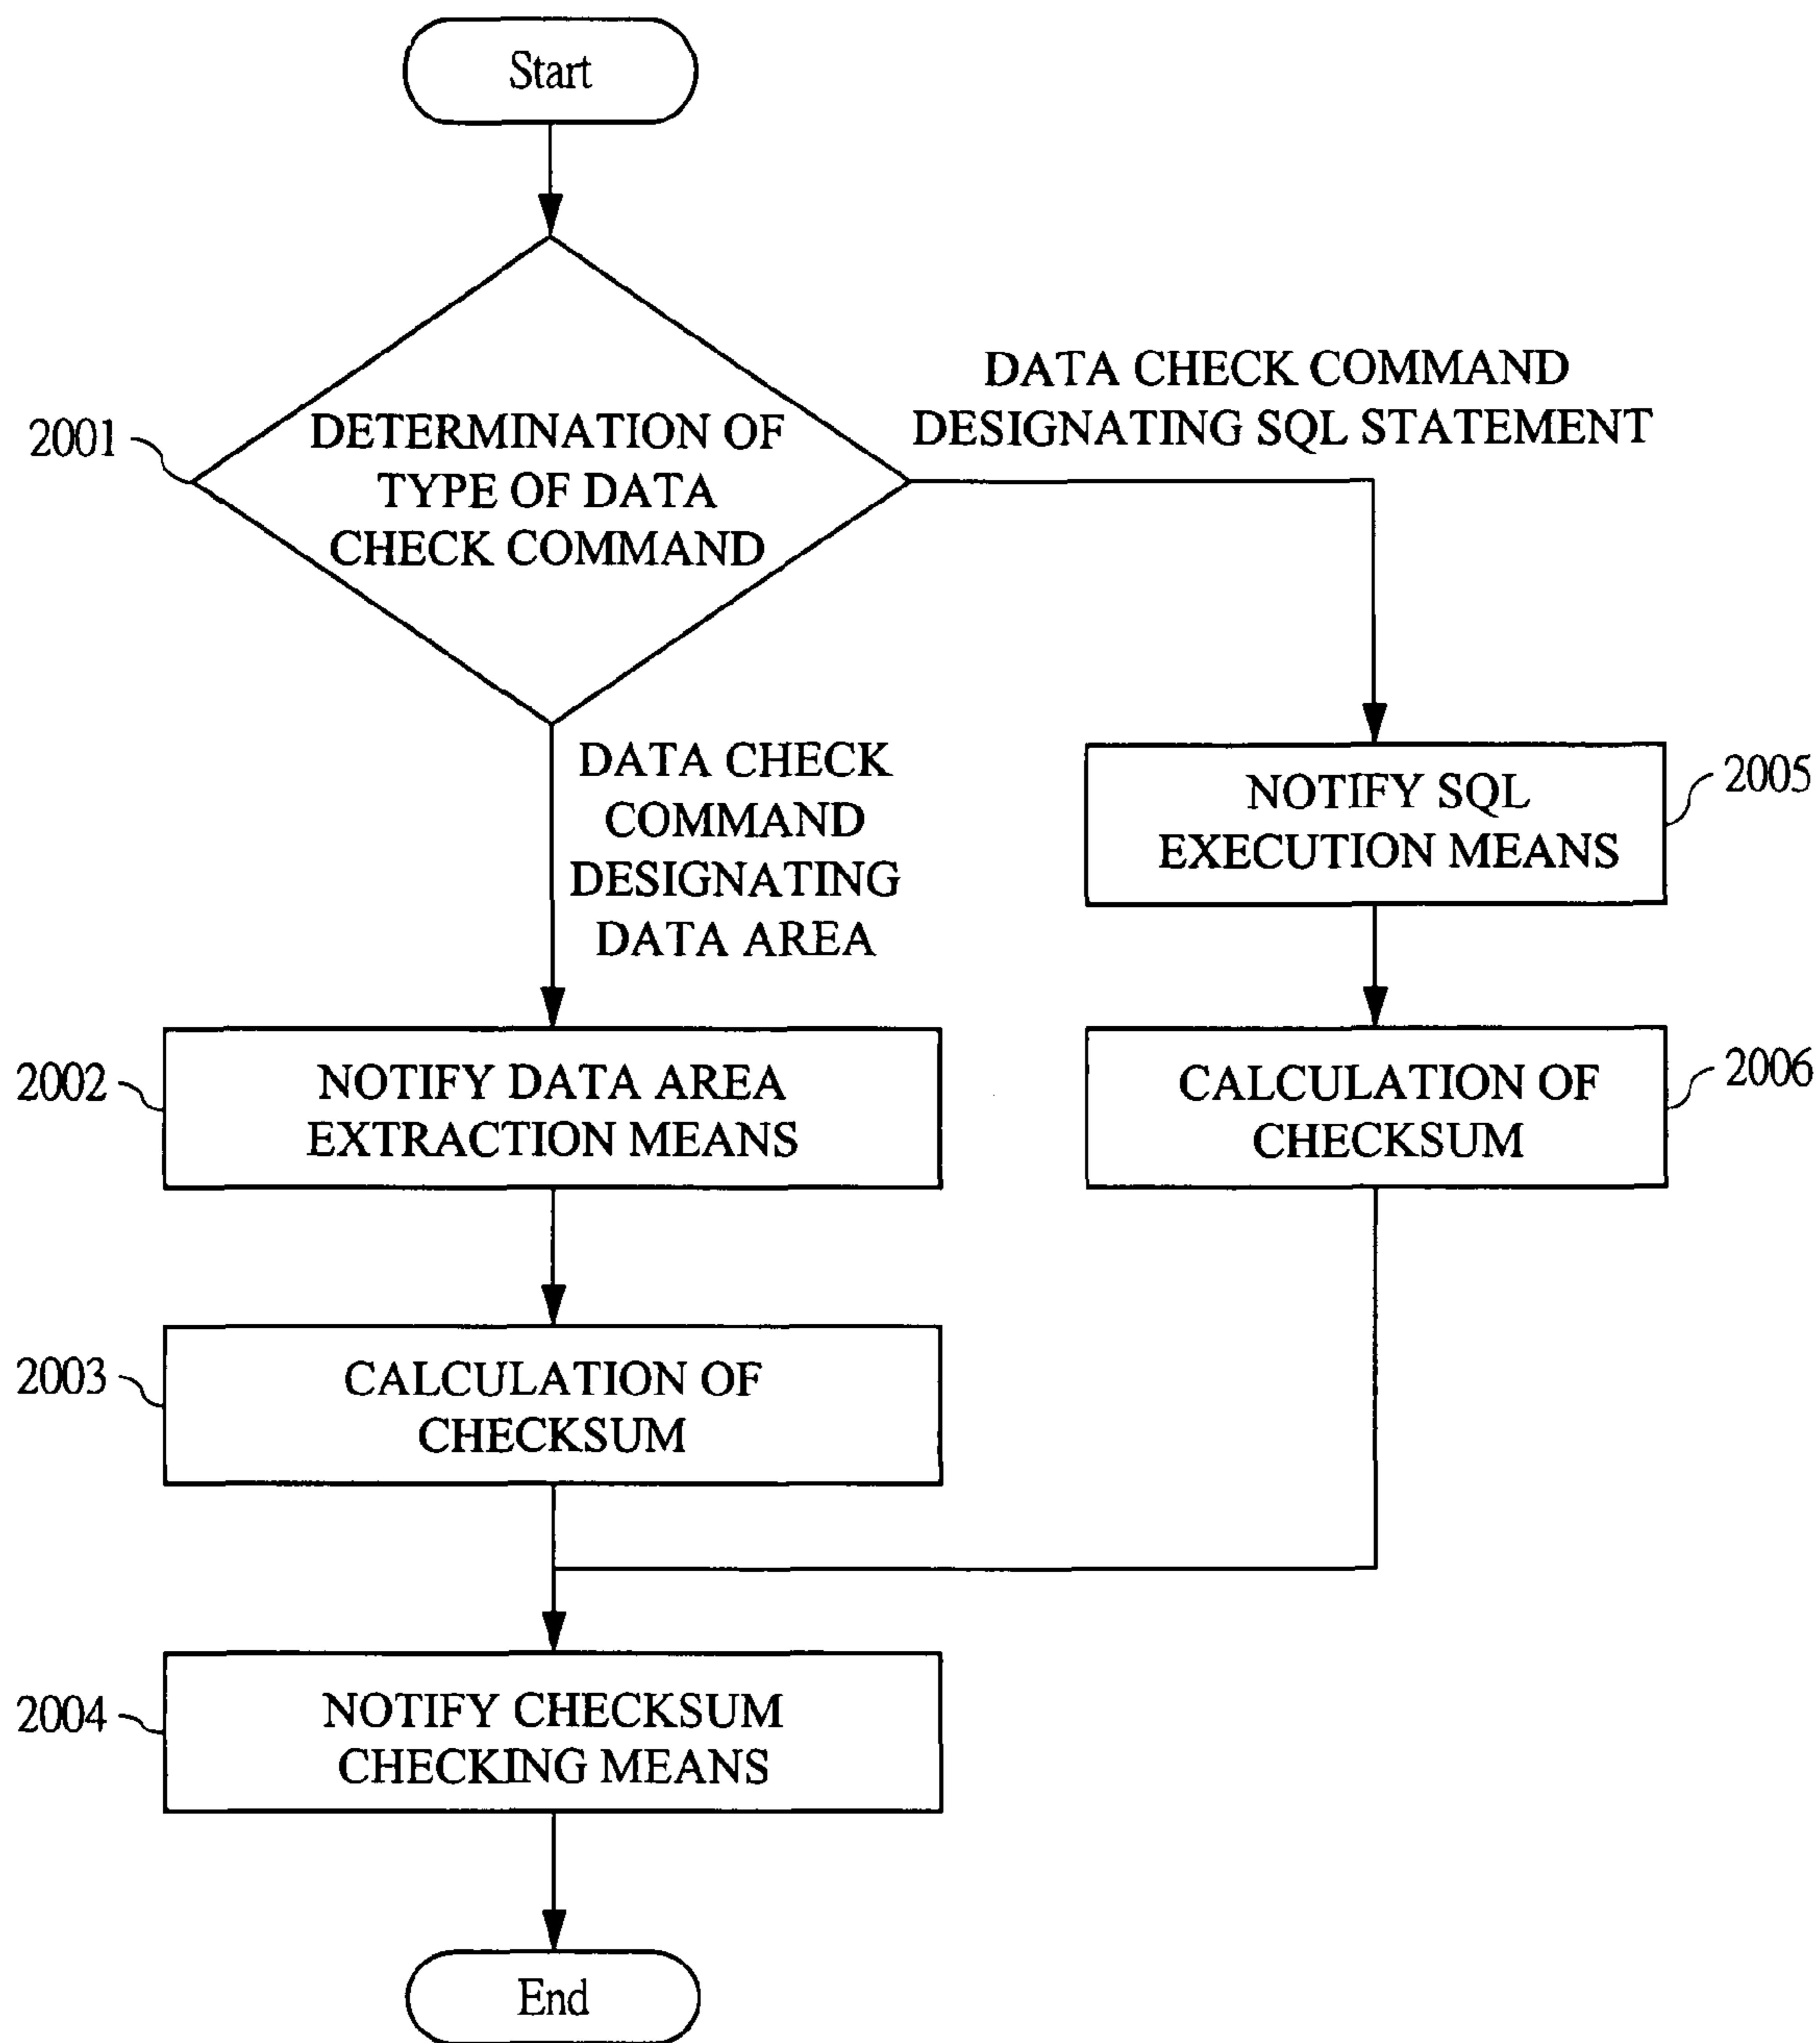 Start
2001
DETERMINATION OF
TYPE OF DATA
CHECK COMMAND
DATA CHECK COMMAND
DESIGNATING SQL STATEMENT
DATA CHECK
COMMAND
DESIGNATING
DATA AREA
NOTIFY SQL
EXECUTION MEANS
2005
2002
NOTIFY DATA AREA
EXTRACTION MEANS
CALCULATION OF
CHECKSUM
2006
2003
CALCULATION OF
CHECKSUM
2004
NOTIFY CHECKSUM
CHECKING MEANS
End